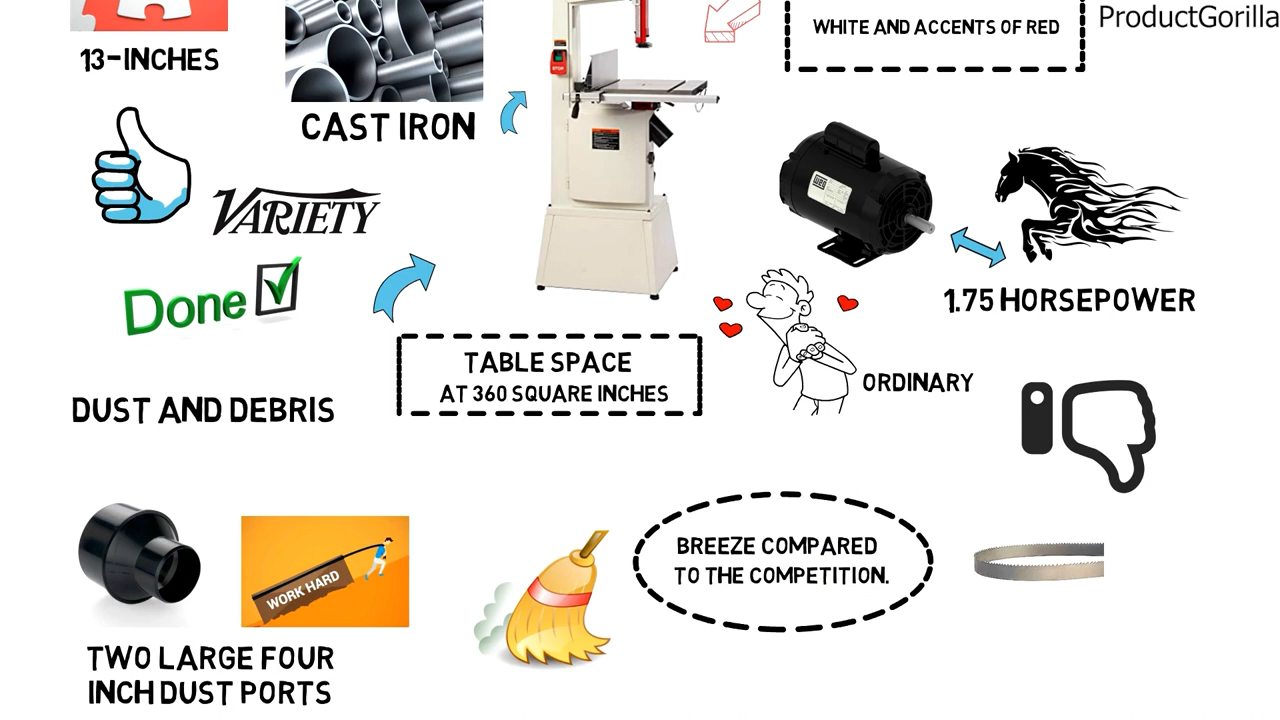 ProductGorilla
WHITE AND ACCENTS OF RED
13-INCHES
CAST IRON
STOP
VARIETY
WEG
Done
1.75 HORSEPOWER
TABLE SPACE
AT 360 SQUARE INCHES
ORDINARY
DUST AND DEBRIS
BREEZE COMPARED
TO THE COMPETITION.
WORK HARD
TWO LARGE FOUR
INCH DUST PORTS